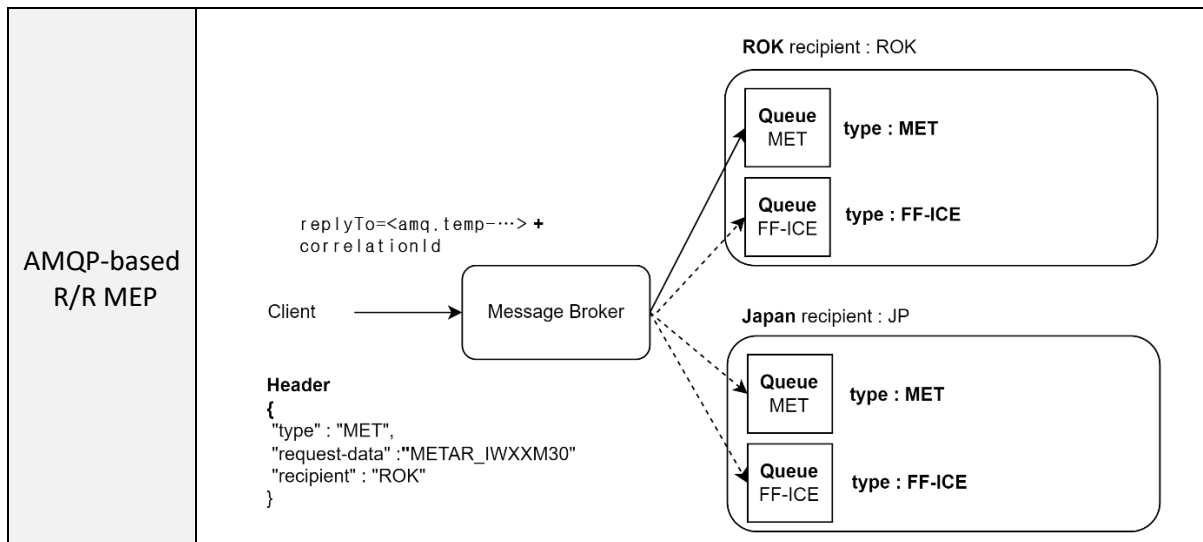 AMQP-based
R/R MEP
replyTo=<amq.temp-…> +
correlationId
Client
Message Broker
Header
{
"type" : "MET",
"request-data" :"METAR_IWXXM30"
"recipient" : "ROK"
}
ROK recipient : ROK
Queue
MET
type : MET
Queue
FF-ICE
type : FF-ICE
Japan recipient : JP
Queue
MET
type : MET
Queue
FF-ICE
type : FF-ICE